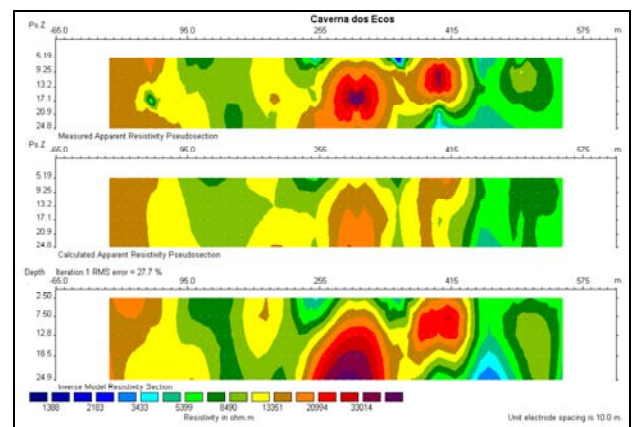 Caverna dos Ecos
Ps.Z
-65.0 95.0 255 415 575 m
5.19
9.25
13.2
17.1
20.9
24.8
Measured Apparent Resistivity Pseudosection
Ps.Z
-65.0 95.0 255 415 575 m
5.19
9.25
13.2
17.1
20.9
24.8
Calculated Apparent Resistivity Pseudosection
Depth Iteration 1 RMS error = 27.7 %
-65.0 95.0 255 415 575 m
2.50
7.50
12.8
18.5
24.9
Inverse Model Resistivity Section
1388 2183 3433 5399 8490 13351 20994 33014
Resistivity in ohm.m
Unit electrode spacing is 10.0 m.